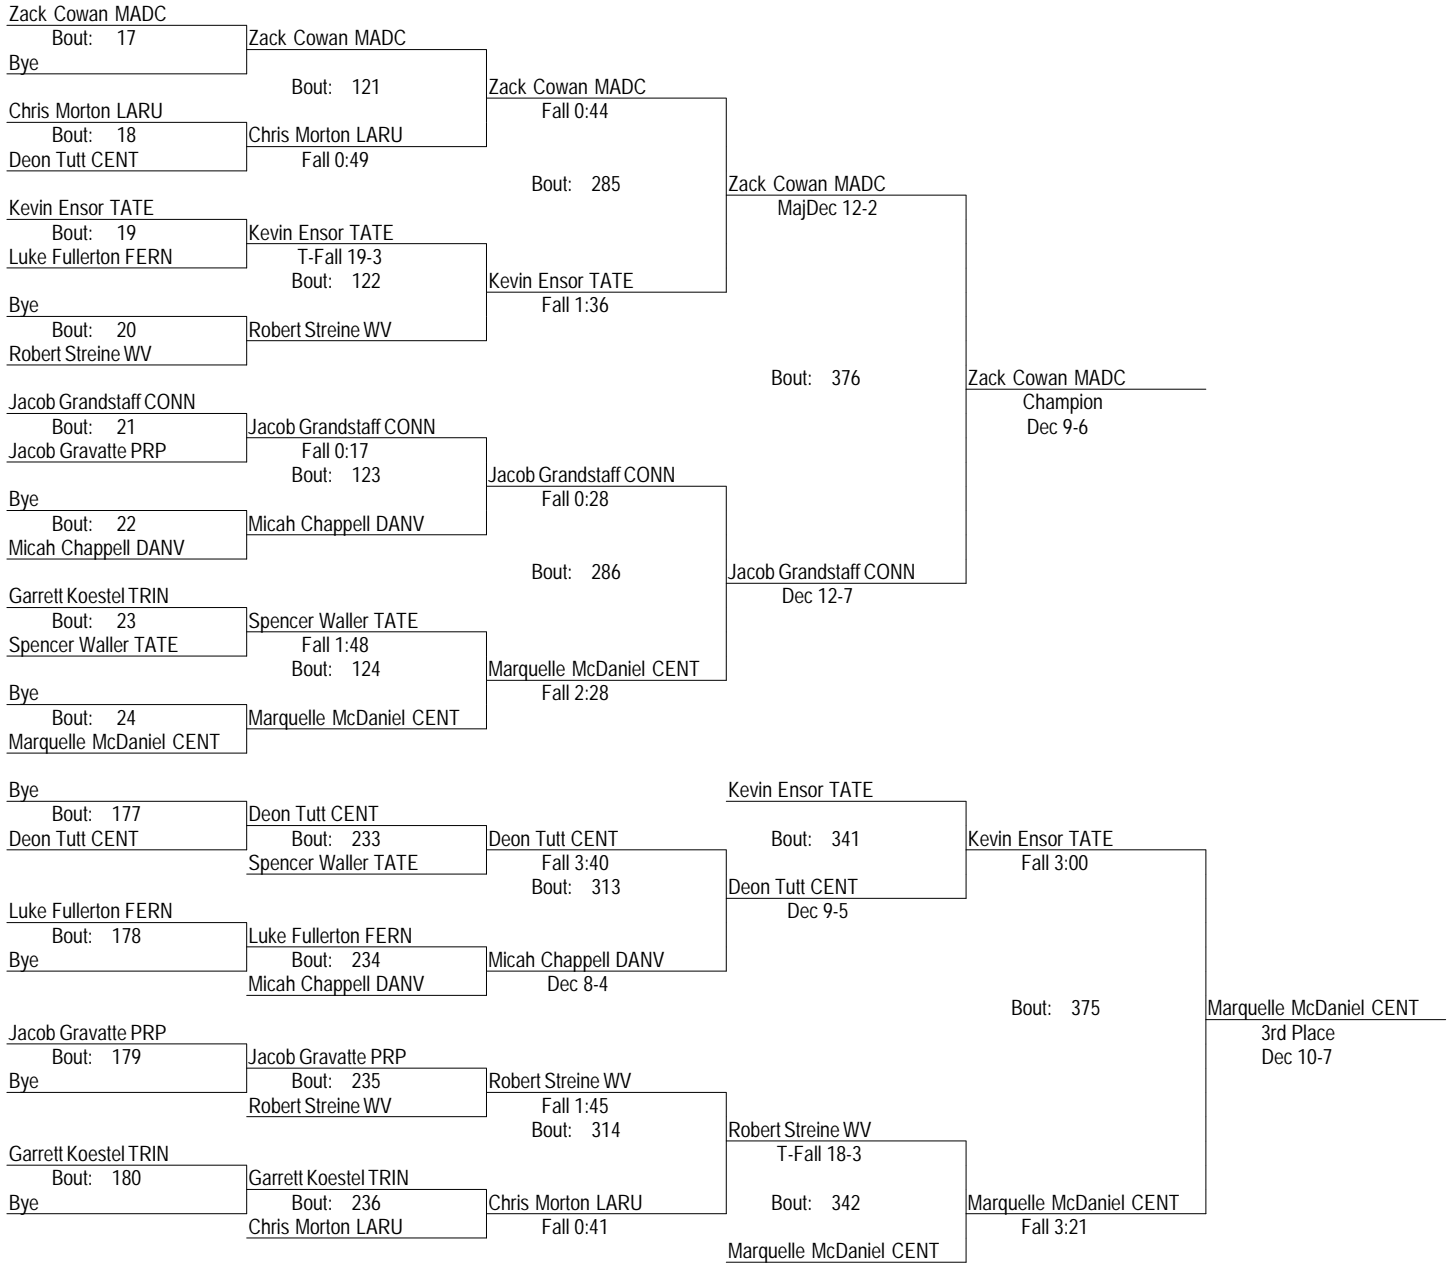 Zack Cowan MADC
Bout: 17 Zack Cowan MADC
Bye
Bout: 121 Zack Cowan MADC
Chris Morton LARU Fall 0:44
Bout: 18 Chris Morton LARU
Deon Tutt CENT Fall 0:49
Bout: 285 Zack Cowan MADC
Kevin Ensor TATE MajDec 12-2
Bout: 19 Kevin Ensor TATE
Luke Fullerton FERN T-Fall 19-3
Bout: 122 Kevin Ensor TATE
Bye Fall 1:36
Bout: 20 Robert Streine WV
Robert Streine WV
Bout: 376 Zack Cowan MADC
Jacob Grandstaff CONN Champion
Bout: 21 Jacob Grandstaff CONN Dec 9-6
Jacob Gravatte PRP Fall 0:17
Bout: 123 Jacob Grandstaff CONN
Bye Fall 0:28
Bout: 22 Micah Chappell DANV
Micah Chappell DANV
Bout: 286 Jacob Grandstaff CONN
Garrett Koestel TRIN Dec 12-7
Bout: 23 Spencer Waller TATE
Spencer Waller TATE Fall 1:48
Bout: 124 Marquelle McDaniel CENT
Bye Fall 2:28
Bout: 24 Marquelle McDaniel CENT
Marquelle McDaniel CENT
Bye Kevin Ensor TATE
Bout: 177 Deon Tutt CENT
Deon Tutt CENT Bout: 233 Deon Tutt CENT Bout: 341 Kevin Ensor TATE
Spencer Waller TATE Fall 3:40 Fall 3:00
Bout: 313 Deon Tutt CENT
Luke Fullerton FERN Dec 9-5
Bout: 178 Luke Fullerton FERN
Bye Bout: 234 Micah Chappell DANV
Micah Chappell DANV Dec 8-4
Bout: 375 Marquelle McDaniel CENT
Jacob Gravatte PRP 3rd Place
Bout: 179 Jacob Gravatte PRP Dec 10-7
Bye Bout: 235 Robert Streine WV
Robert Streine WV Fall 1:45
Bout: 314 Robert Streine WV
Garrett Koestel TRIN T-Fall 18-3
Bout: 180 Garrett Koestel TRIN
Bye Bout: 236 Chris Morton LARU Bout: 342 Marquelle McDaniel CENT
Chris Morton LARU Fall 0:41 Fall 3:21
Marquelle McDaniel CENT